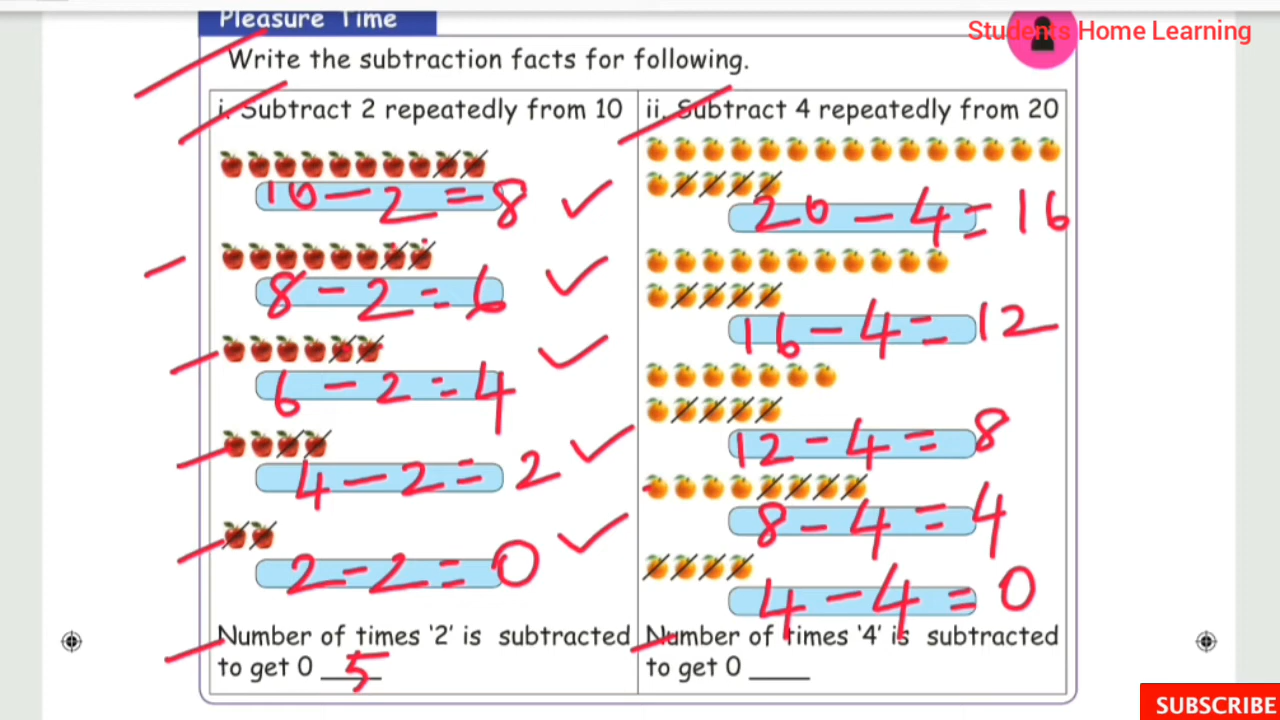 Pleasure Time
Students Home Learning
Write the subtraction facts for following.
i. Subtract 2 repeatedly from 10
10 - 2 = 8
8 - 2 = 6
6 - 2 = 4
4 - 2 = 2
2 - 2 = 0
Number of times '2' is subtracted
to get 0 5
ii. Subtract 4 repeatedly from 20
20 - 4 = 16
16 - 4 = 12
12 - 4 = 8
8 - 4 = 4
4 - 4 = 0
Number of times '4' is subtracted
to get 0 ____
SUBSCRIBE